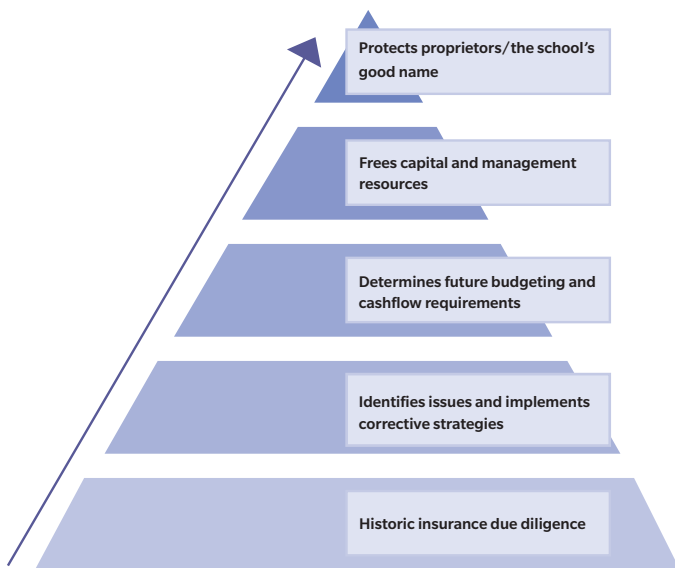 Protects proprietors/the school’s
good name
Frees capital and management
resources
Determines future budgeting and
cashflow requirements
Identifies issues and implements
corrective strategies
Historic insurance due diligence